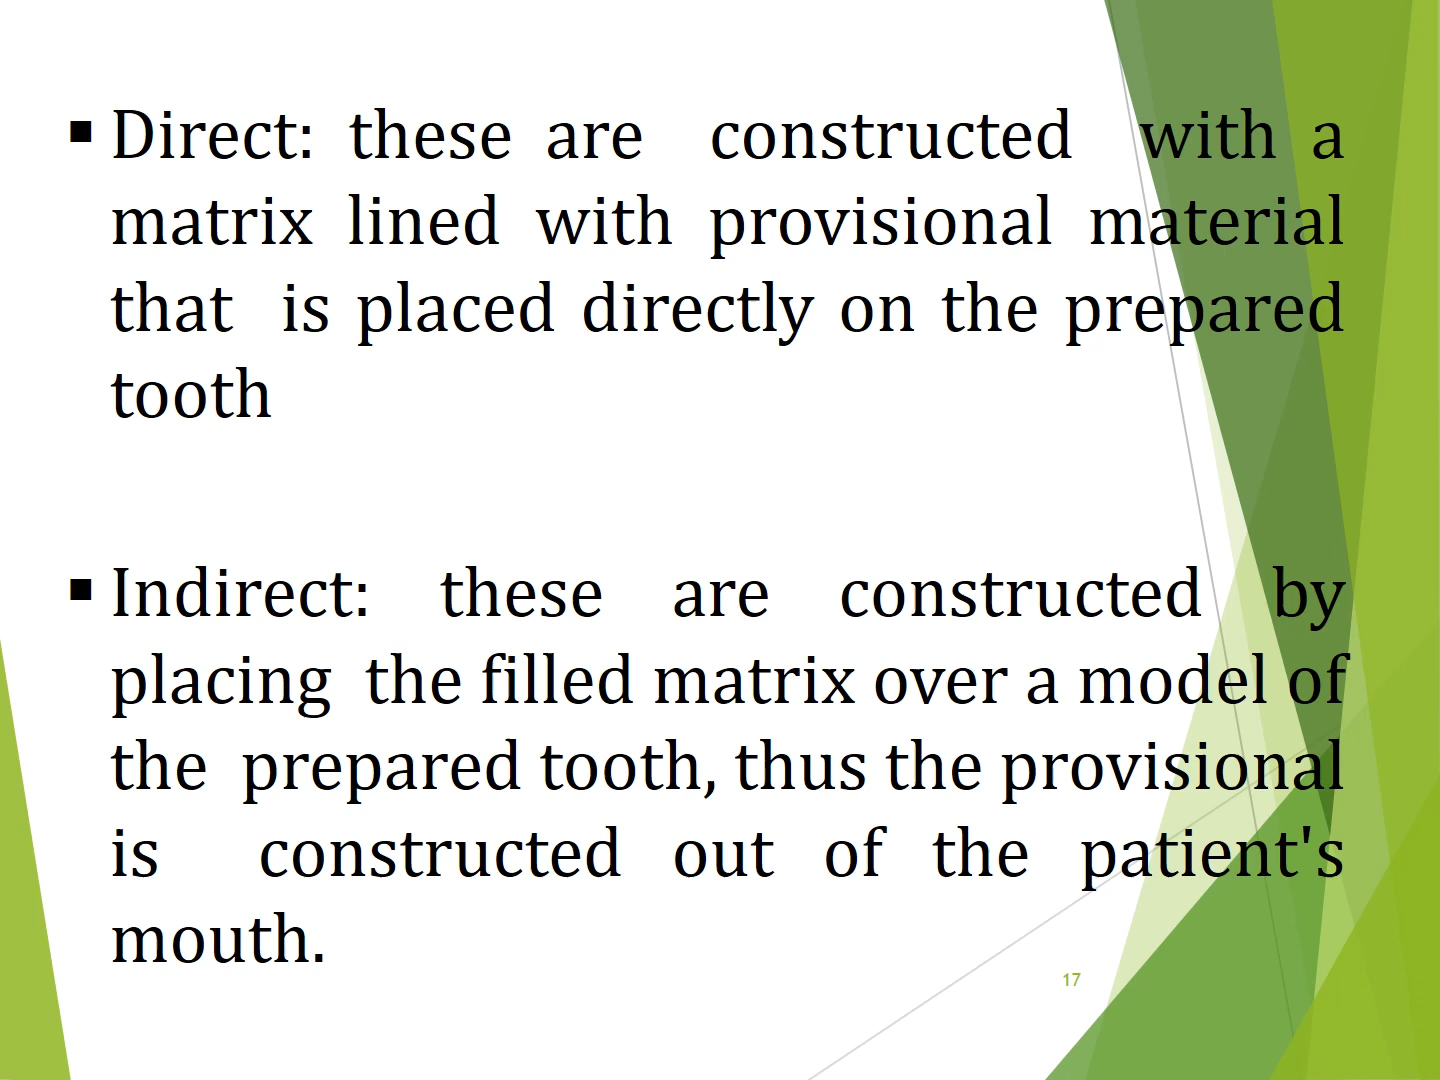 ▪ Direct: these are constructed with a
matrix lined with provisional material
that is placed directly on the prepared
tooth
▪ Indirect: these are constructed by
placing the filled matrix over a model of
the prepared tooth, thus the provisional
is constructed out of the patient's
mouth.
17